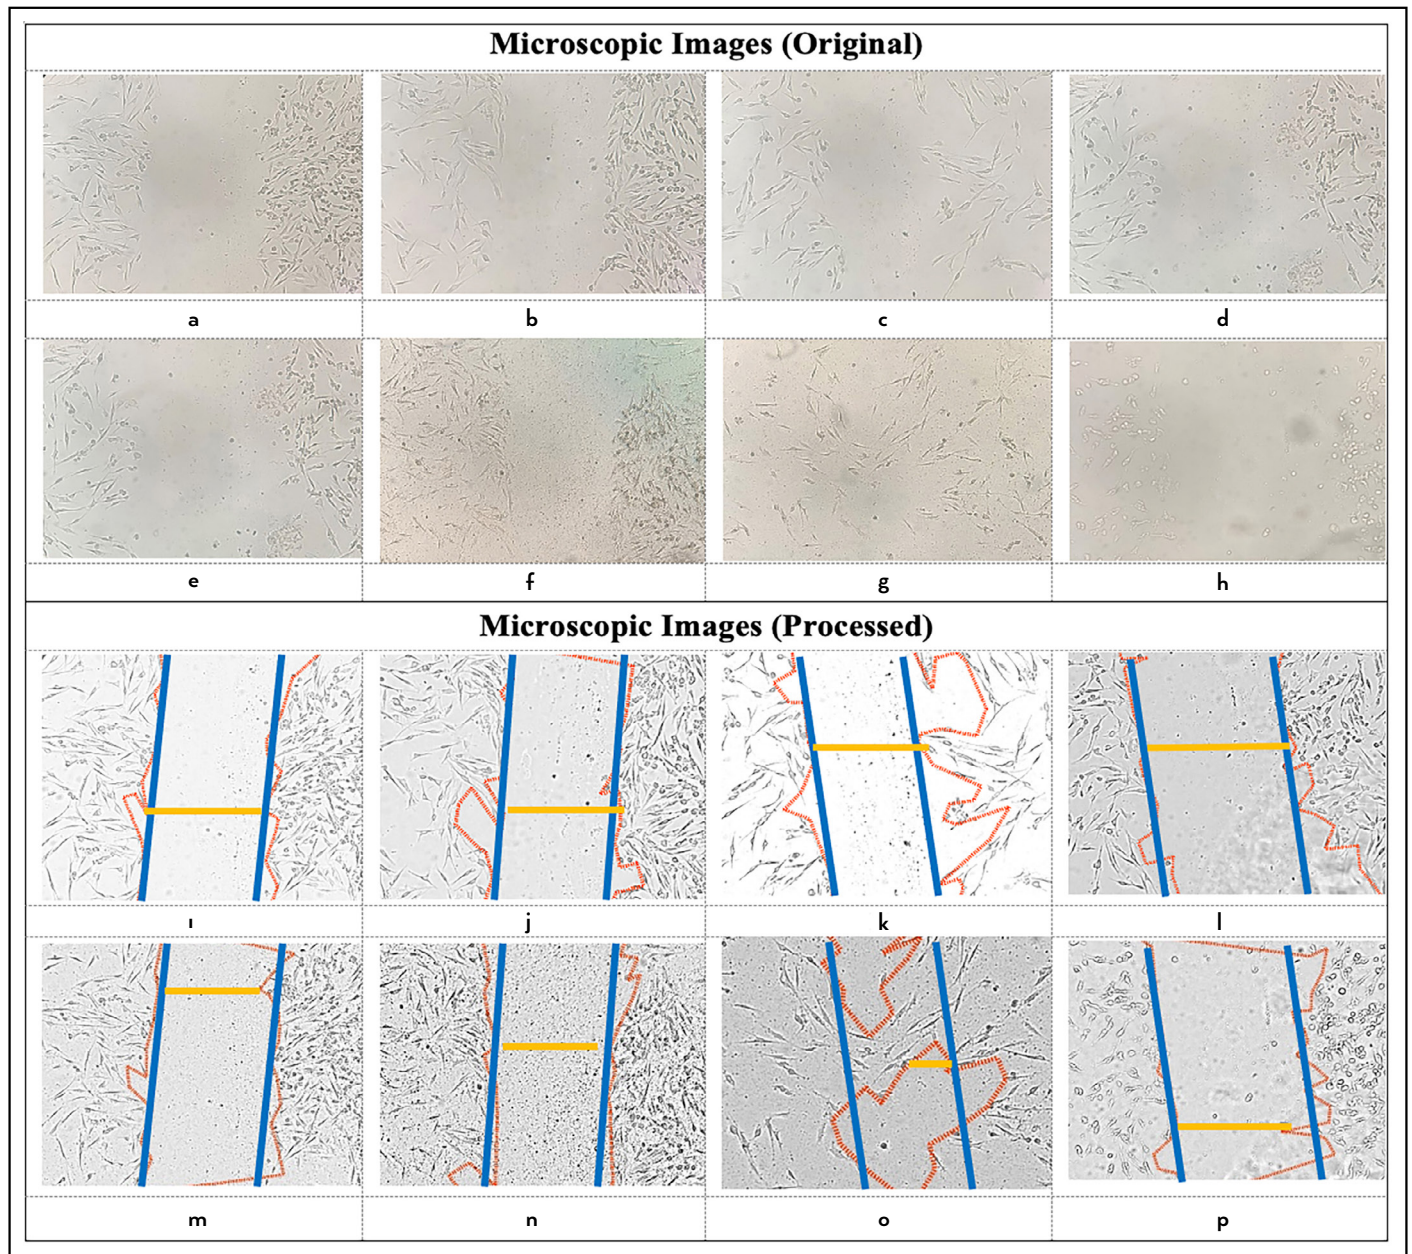 Microscopic Images (Original)
a b c d
e f g h
Microscopic Images (Processed)
ı j k l
m n o p